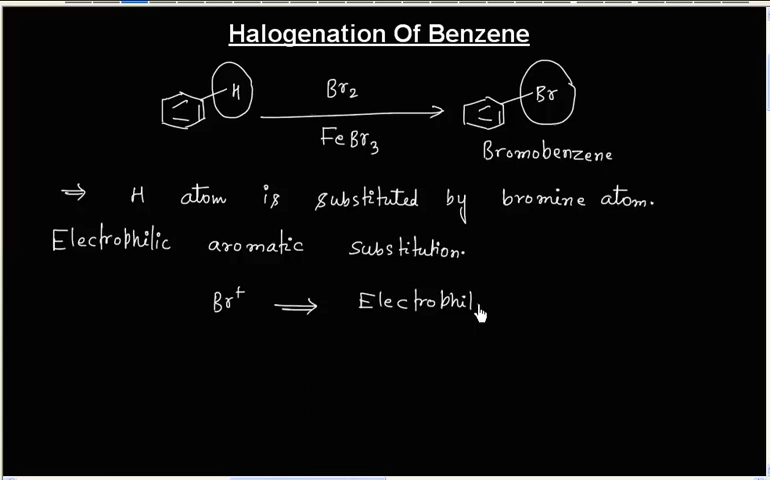 Halogenation Of Benzene
H Br2 Br
FeBr3
Bromobenzene
⇒ H atom is substituted by bromine atom.
Electrophilic aromatic substitution.
Br+ ⇒ Electrophil